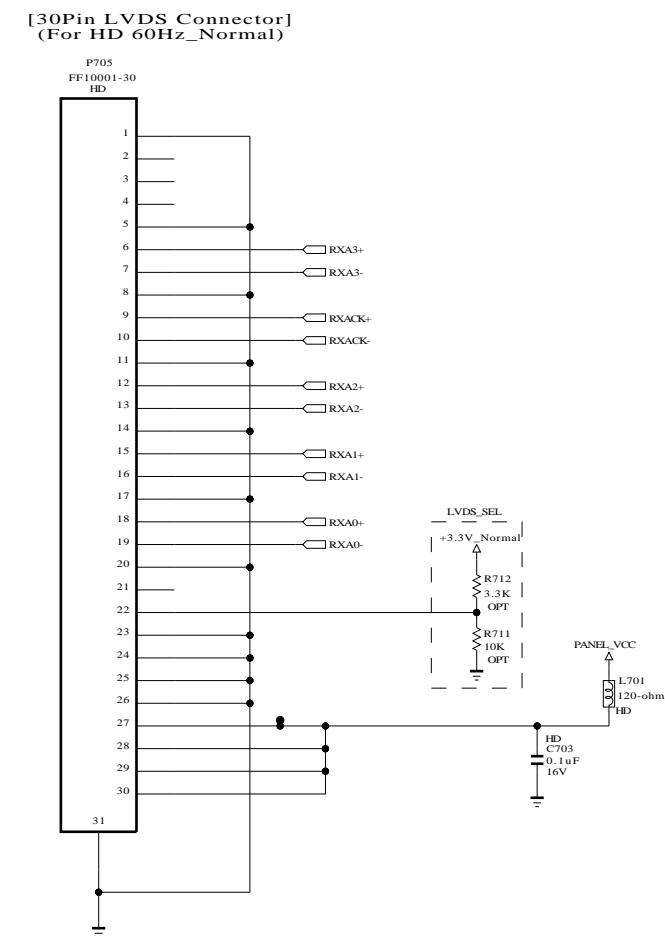 [30Pin LVDS Connector]
(For HD 60Hz_Normal)
P705
FF10001-30
HD
1
2
3
4
5
6
RXA3+
7
RXA3-
8
9
RXACK+
10
RXACK-
11
12
RXA2+
13
RXA2-
14
15
RXA1+
16
RXA1-
17
18
RXA0+
19
RXA0-
20
21
22
23
24
25
26
27
28
29
30
31
LVDS_SEL
+3.3V_Normal
R712
3.3K
OPT
R711
10K
OPT
PANEL_VCC
L701
120-ohm
HD
HD
C703
0.1uF
16V